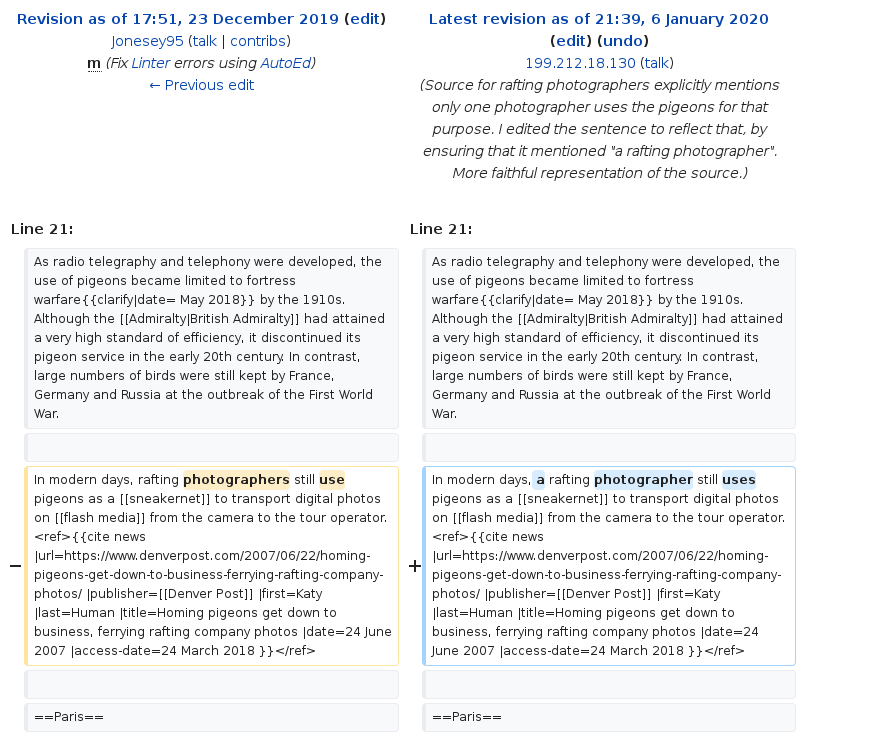 Revision as of 17:51, 23 December 2019 (edit)
Jonesey95 (talk | contribs)
m (Fix Linter errors using AutoEd)
← Previous edit
Latest revision as of 21:39, 6 January 2020
(edit) (undo)
199.212.18.130 (talk)
(Source for rafting photographers explicitly mentions
only one photographer uses the pigeons for that
purpose. I edited the sentence to reflect that, by
ensuring that it mentioned "a rafting photographer".
More faithful representation of the source.)
Line 21:
As radio telegraphy and telephony were developed, the
use of pigeons became limited to fortress
warfare{{clarify|date= May 2018}} by the 1910s.
Although the [[Admiralty|British Admiralty]] had attained
a very high standard of efficiency, it discontinued its
pigeon service in the early 20th century. In contrast,
large numbers of birds were still kept by France,
Germany and Russia at the outbreak of the First World
War.
− In modern days, rafting photographers still use
pigeons as a [[sneakernet]] to transport digital photos
on [[flash media]] from the camera to the tour operator.
<ref>{{cite news
|url=https://www.denverpost.com/2007/06/22/homing-
pigeons-get-down-to-business-ferrying-rafting-company-
photos/ |publisher=[[Denver Post]] |first=Katy
|last=Human |title=Homing pigeons get down to
business, ferrying rafting company photos |date=24 June
2007 |access-date=24 March 2018 }}</ref>
==Paris==
Line 21:
As radio telegraphy and telephony were developed, the
use of pigeons became limited to fortress
warfare{{clarify|date= May 2018}} by the 1910s.
Although the [[Admiralty|British Admiralty]] had attained
a very high standard of efficiency, it discontinued its
pigeon service in the early 20th century. In contrast,
large numbers of birds were still kept by France,
Germany and Russia at the outbreak of the First World
War.
+ In modern days, a rafting photographer still uses
pigeons as a [[sneakernet]] to transport digital photos
on [[flash media]] from the camera to the tour operator.
<ref>{{cite news
|url=https://www.denverpost.com/2007/06/22/homing-
pigeons-get-down-to-business-ferrying-rafting-company-
photos/ |publisher=[[Denver Post]] |first=Katy
|last=Human |title=Homing pigeons get down to
business, ferrying rafting company photos |date=24
June 2007 |access-date=24 March 2018 }}</ref>
==Paris==